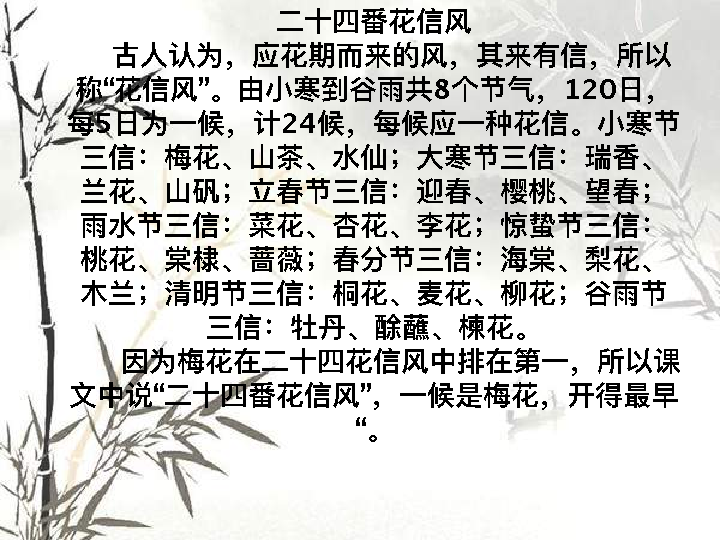 二十四番花信风
古人认为，应花期而来的风，其来有信，所以
称“花信风”。由小寒到谷雨共8个节气，120日，
每5日为一候，计24候，每候应一种花信。小寒节
三信：梅花、山茶、水仙；大寒节三信：瑞香、
兰花、山矾；立春节三信：迎春、樱桃、望春；
雨水节三信：菜花、杏花、李花；惊蛰节三信：
桃花、棠棣、蔷薇；春分节三信：海棠、梨花、
木兰；清明节三信：桐花、麦花、柳花；谷雨节
三信：牡丹、酴蘸、楝花。
因为梅花在二十四花信风中排在第一，所以课
文中说“二十四番花信风”，一候是梅花，开得最早
“。